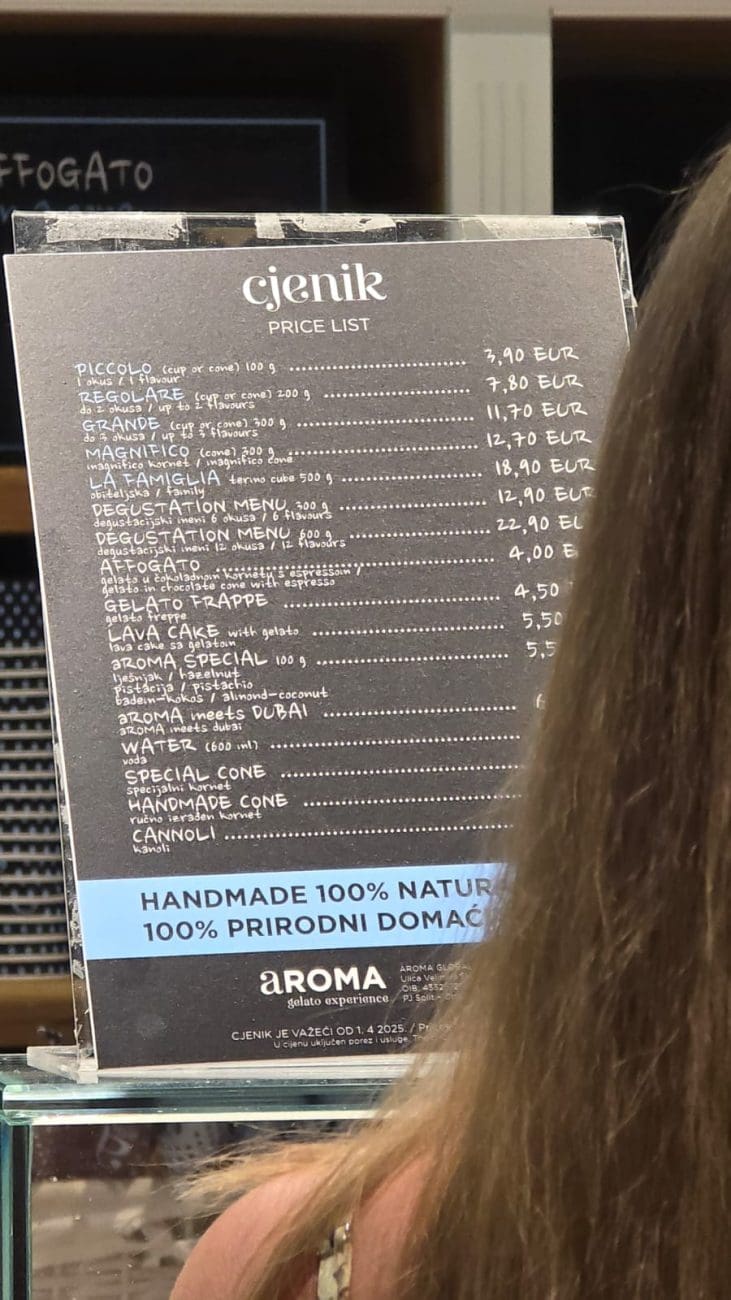 FFOGATO
cjenik
PRICE LIST
PICCOLO (cup or cone) 100 g 3,90 EUR
1 okus / 1 flavour
REGOLARE (cup or cone) 200 g 7,80 EUR
do 2 okusa / up to 2 flavours
GRANDE (cup or cone) 300 g 11,70 EUR
do 3 okusa / up to 3 flavours
MAGNIFICO (cone) 300 g 12,70 EUR
magnifico kornet / magnifico cone
LA FAMIGLIA termo cube 500 g 18,90 EUR
obiteljska / family
DEGUSTATION MENU 300 g 12,90 EUR
degustacijski meni 6 okusa / 6 flavours
DEGUSTATION MENU 600 g 22,90 EU
degustacijski meni 12 okusa / 12 flavours
AFFOGATO 4,00 E
gelato u čokoladnom kornetu s espressom /
gelato in chocolate cone with espresso
GELATO FRAPPE 4,50
gelato freppe
LAVA CAKE with gelato 5,50
lava cake sa gelatom
aROMA SPECIAL 100 g 5,5
lješnjak / hazelnut
pistacija / pistachio
badem-kokos / almond-coconut
aROMA meets DUBAI
aROMA meets dubai
WATER (600 ml)
voda
SPECIAL CONE
specijalni kornet
HANDMADE CONE
ručno izrađen kornet
CANNOLI
kanoli
HANDMADE 100% NATUR
100% PRIRODNI DOMAĆ
aROMA
gelato experience
AROMA
Ulica
OIB,
PJ Split -
CJENIK JE VAŽEĆI OD 1. 4 2025. /
U cijenu uključen porez i usluge.